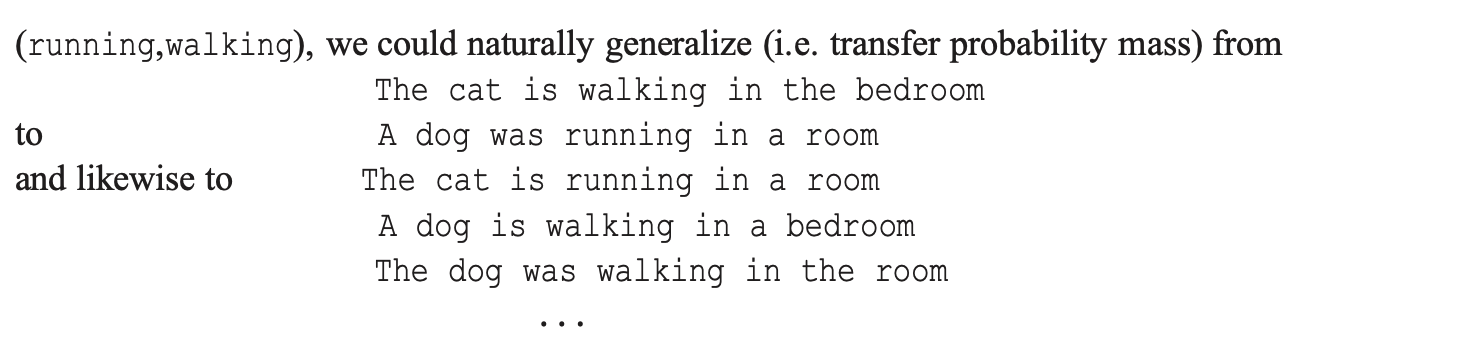 (running,walking), we could naturally generalize (i.e. transfer probability mass) from
The cat is walking in the bedroom
to A dog was running in a room
and likewise to The cat is running in a room
A dog is walking in a bedroom
The dog was walking in the room
...